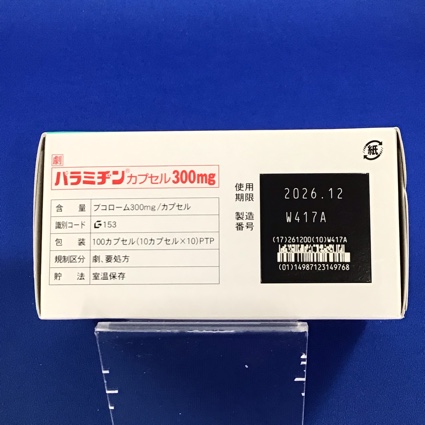 劇
パラミヂン®カプセル300mg
含 量 ブコローム300mg/カプセル
識別コード 153
包 装 100カプセル(10カプセル×10)PTP
規制区分 劇、要処方
貯 法 室温保存
使用期限 2026.12
製造番号 W417A
(17)261200(10)W417A
(01)14987123149768
紙